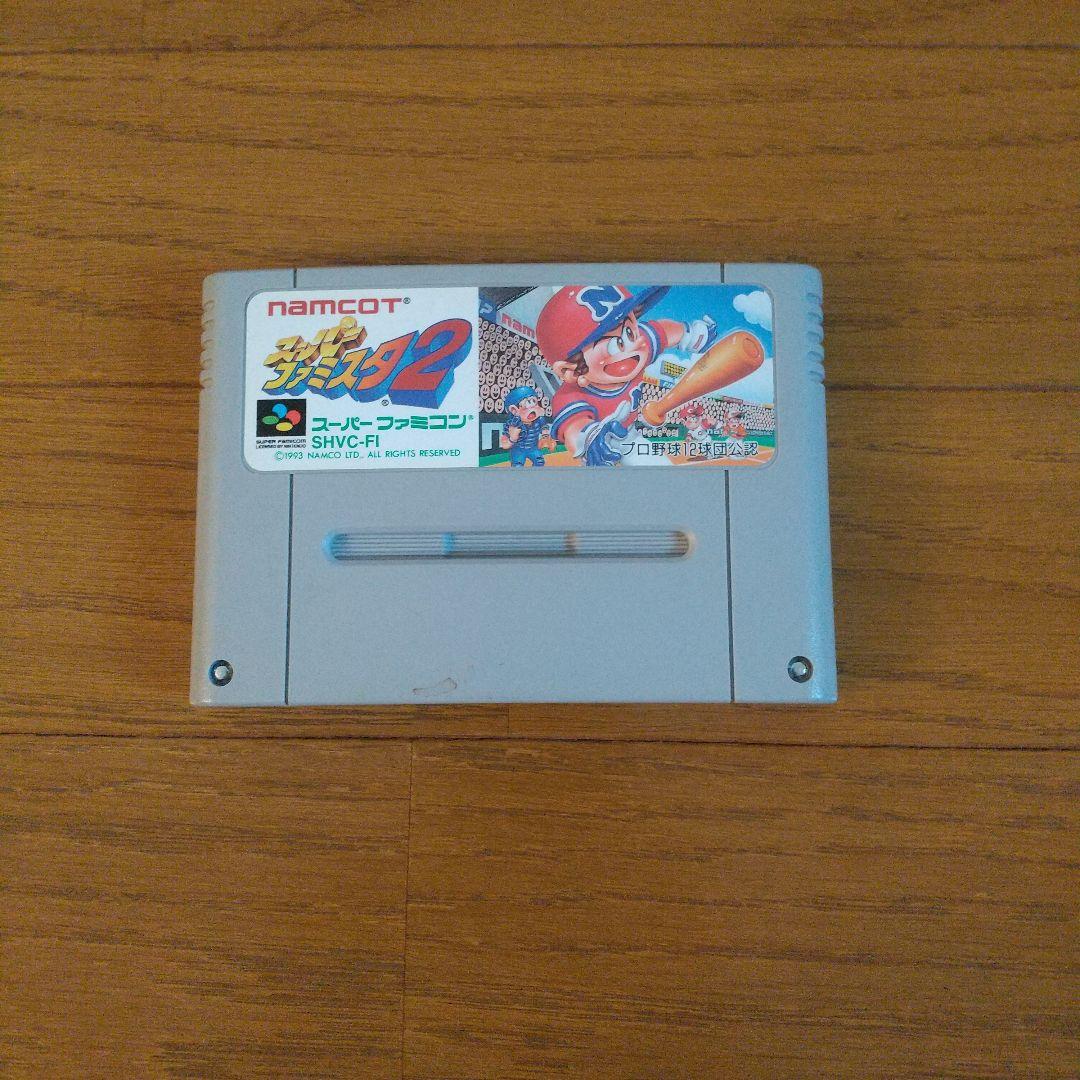 namcot®
スーパー
ファミスタ2®
スーパーファミコン®
SUPER FAMICOM
LICENSED BY NINTENDO
SHVC-FI
©1993 NAMCO LTD., ALL RIGHTS RESERVED
namc
N
プロ野球12球団公認